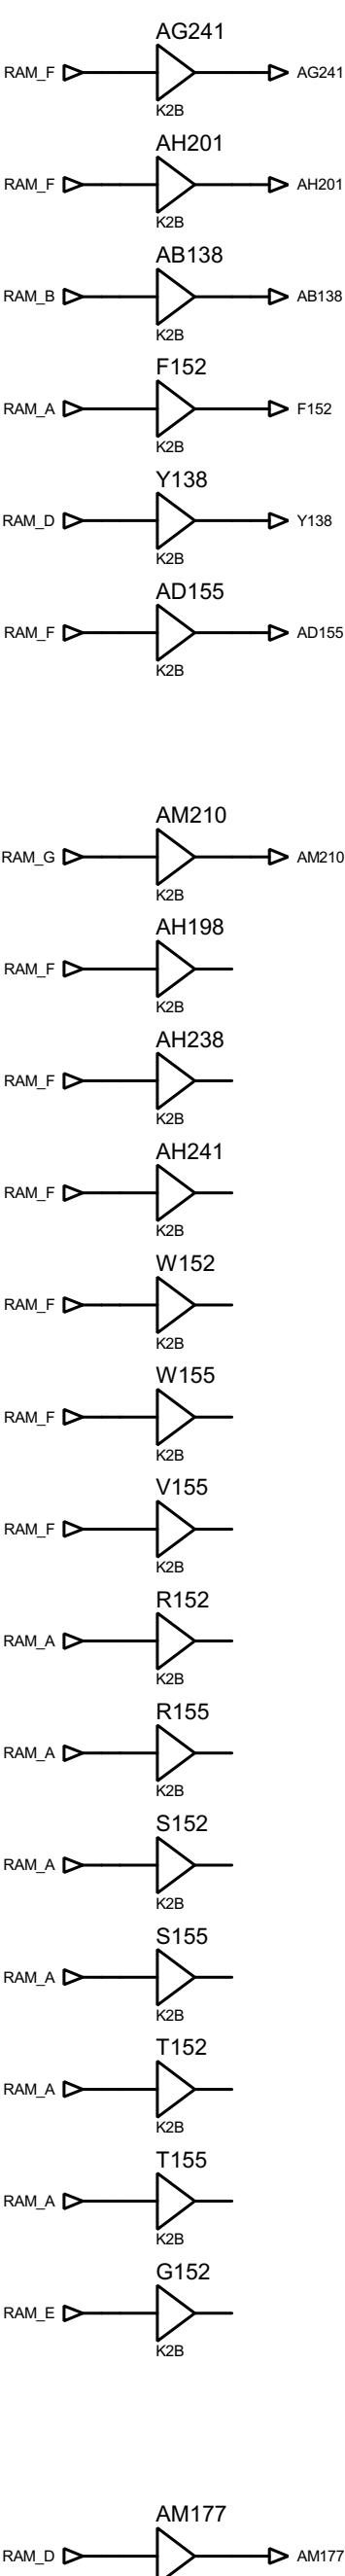 AG241
RAM_F AG241
K2B
AH201
RAM_F AH201
K2B
AB138
RAM_B AB138
K2B
F152
RAM_A F152
K2B
Y138
RAM_D Y138
K2B
AD155
RAM_F AD155
K2B
AM210
RAM_G AM210
K2B
AH198
RAM_F
K2B
AH238
RAM_F
K2B
AH241
RAM_F
K2B
W152
RAM_F
K2B
W155
RAM_F
K2B
V155
RAM_F
K2B
R152
RAM_A
K2B
R155
RAM_A
K2B
S152
RAM_A
K2B
S155
RAM_A
K2B
T152
RAM_A
K2B
T155
RAM_A
K2B
G152
RAM_E
K2B
AM177
RAM_D AM177